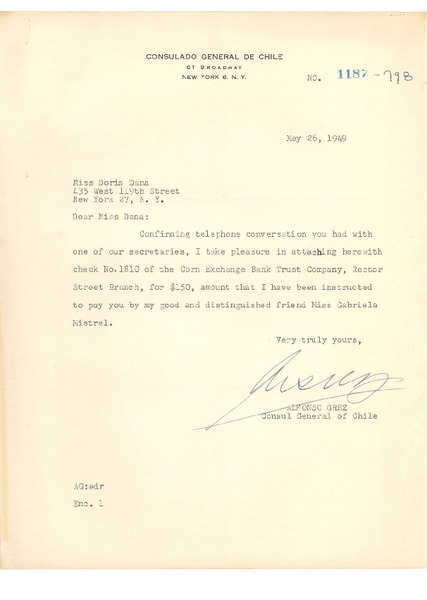 CONSULADO GENERAL DE CHILE
61 BROADWAY
NEW YORK 6. N. Y.
NO. 1187-798
May 26, 1949
Miss Doris Dana
435 West 119th Street
New York 27, N. Y.
Dear Miss Dana:
Confirming telephone conversation you had with
one of our secretaries, I take pleasure in attaching herewith
check No.1810 of the Corn Exchange Bank Trust Company, Rector
Street Branch, for $150, amount that I have been instructed
to pay you by my good and distinguished friend Miss Gabriela
Mistral.
Very truly yours,
ALFONSO GREZ
Consul General of Chile
AG:adr
Enc. 1